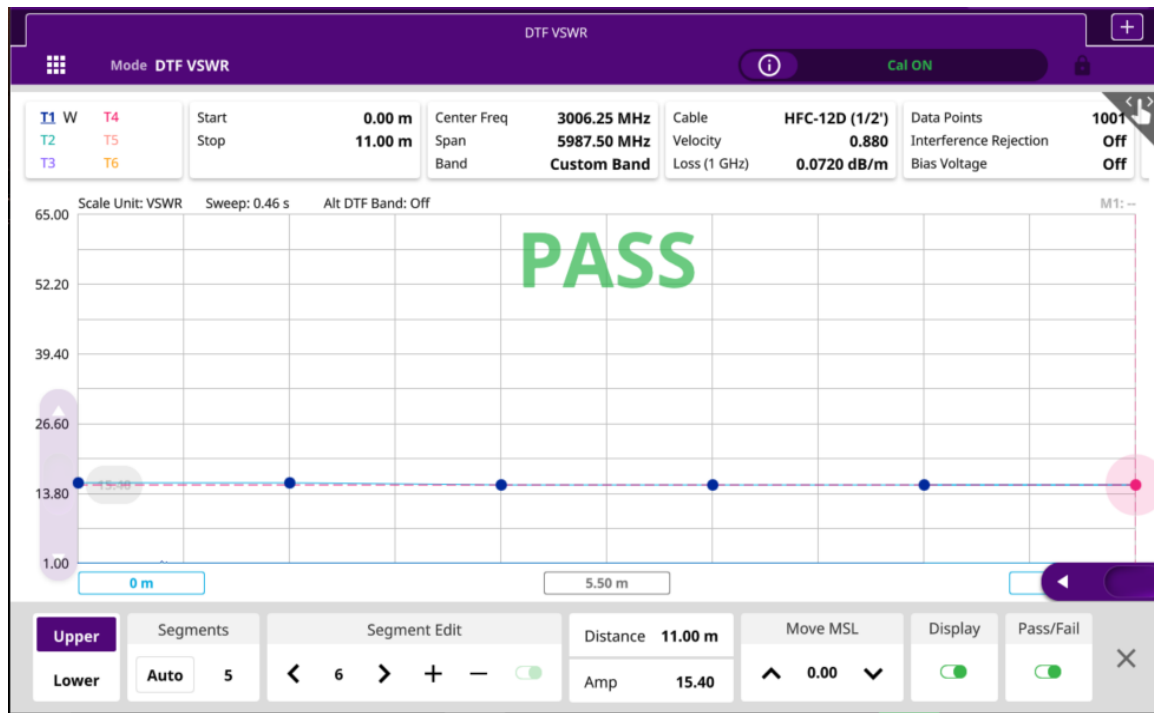 DTF VSWR
Mode DTF VSWR
Cal ON
T1 W T4
T2 T5
T3 T6
Start 0.00 m
Stop 11.00 m
Center Freq 3006.25 MHz
Span 5987.50 MHz
Band Custom Band
Cable HFC-12D (1/2')
Velocity 0.880
Loss (1 GHz) 0.0720 dB/m
Data Points 1001
Interference Rejection Off
Bias Voltage Off
Scale Unit: VSWR Sweep: 0.46 s Alt DTF Band: Off M1: --
65.00
PASS
52.20
39.40
26.60
15.40
13.80
1.00
0 m 5.50 m
Upper
Lower
Segments
Auto 5
Segment Edit
6
Distance 11.00 m
Amp 15.40
Move MSL
0.00
Display
Pass/Fail